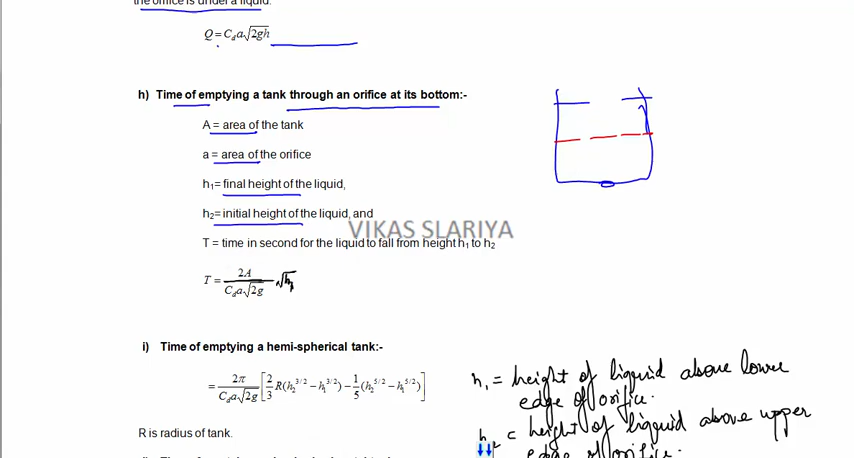 the orifice is under a liquid.
Q = C_d a√2gh
h) Time of emptying a tank through an orifice at its bottom:-
A = area of the tank
a = area of the orifice
h₁= final height of the liquid,
h₂= initial height of the liquid, and
VIKAS SLARIYA
T = time in second for the liquid to fall from height h₁ to h₂
T = 2A / C_d a√2g √h₁
i) Time of emptying a hemi-spherical tank:-
= 2π / C_d a√2g [ 2/3 R(h₂^3/2 − h₁^3/2) − 1/5 (h₂^5/2 − h₁^5/2) ]
h₁ = height of liquid above lower
edge of orifice.
R is radius of tank.
h₂ = height of liquid above upper
edge of orifice.